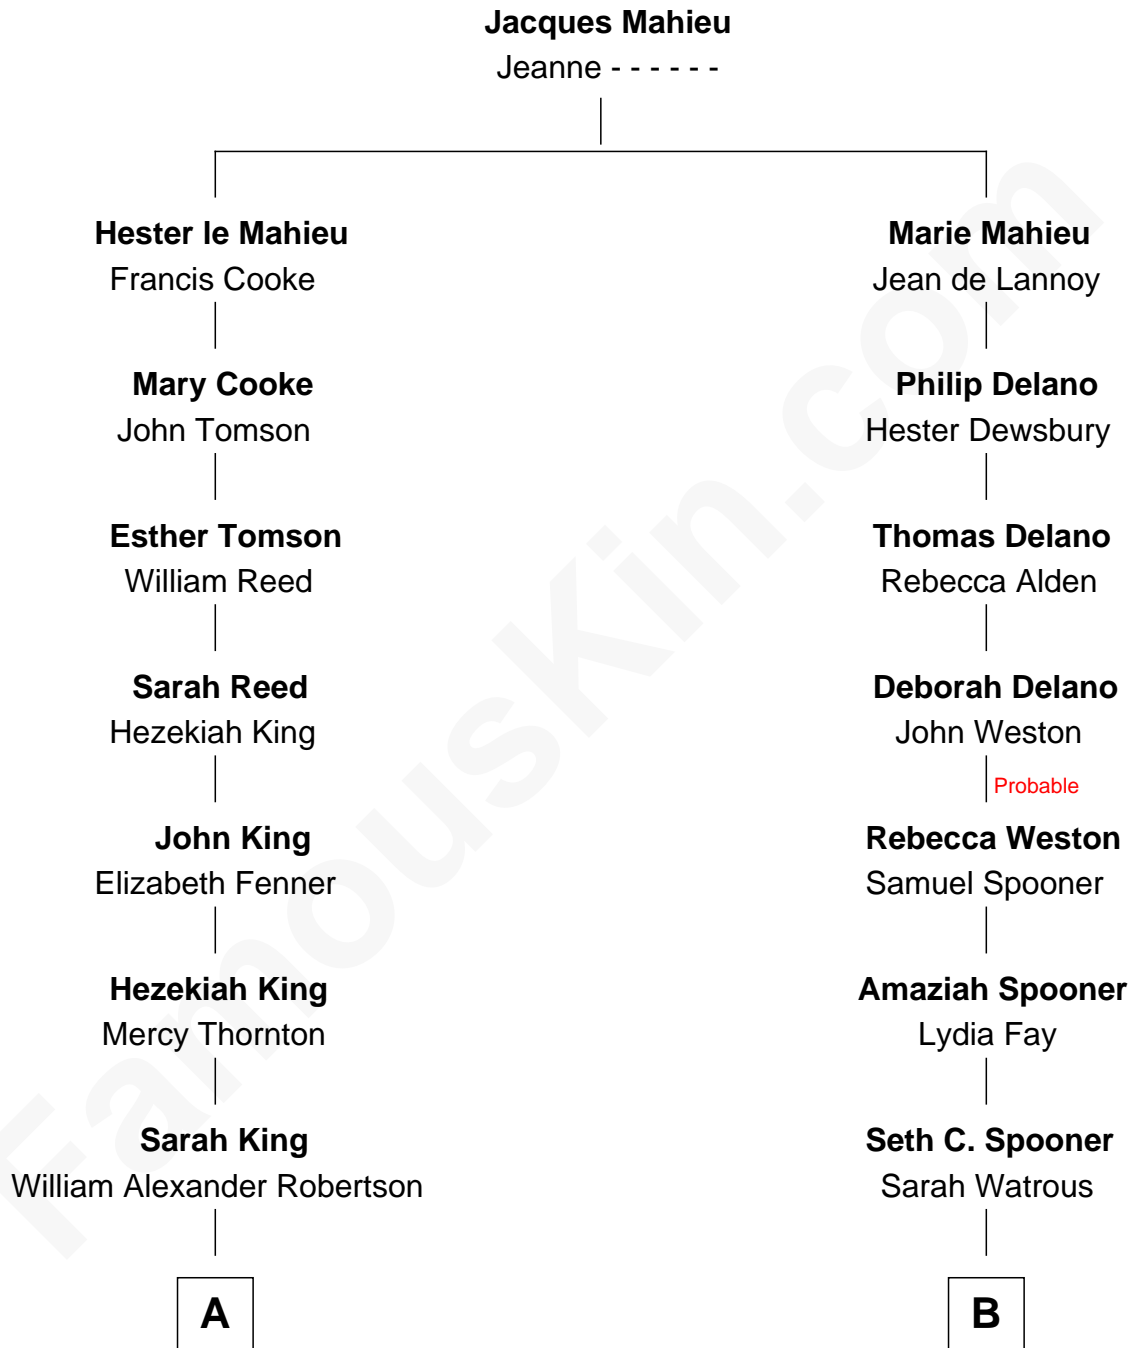 Jacques Mahieu
Jeanne - - - - - -
Hester le Mahieu
Francis Cooke
Marie Mahieu
Jean de Lannoy
Mary Cooke
John Tomson
Philip Delano
Hester Dewsbury
Esther Tomson
William Reed
Thomas Delano
Rebecca Alden
Sarah Reed
Hezekiah King
Deborah Delano
John Weston
Probable
John King
Elizabeth Fenner
Rebecca Weston
Samuel Spooner
Hezekiah King
Mercy Thornton
Amaziah Spooner
Lydia Fay
Sarah King
William Alexander Robertson
Seth C. Spooner
Sarah Watrous
A
B
FamousKin.com